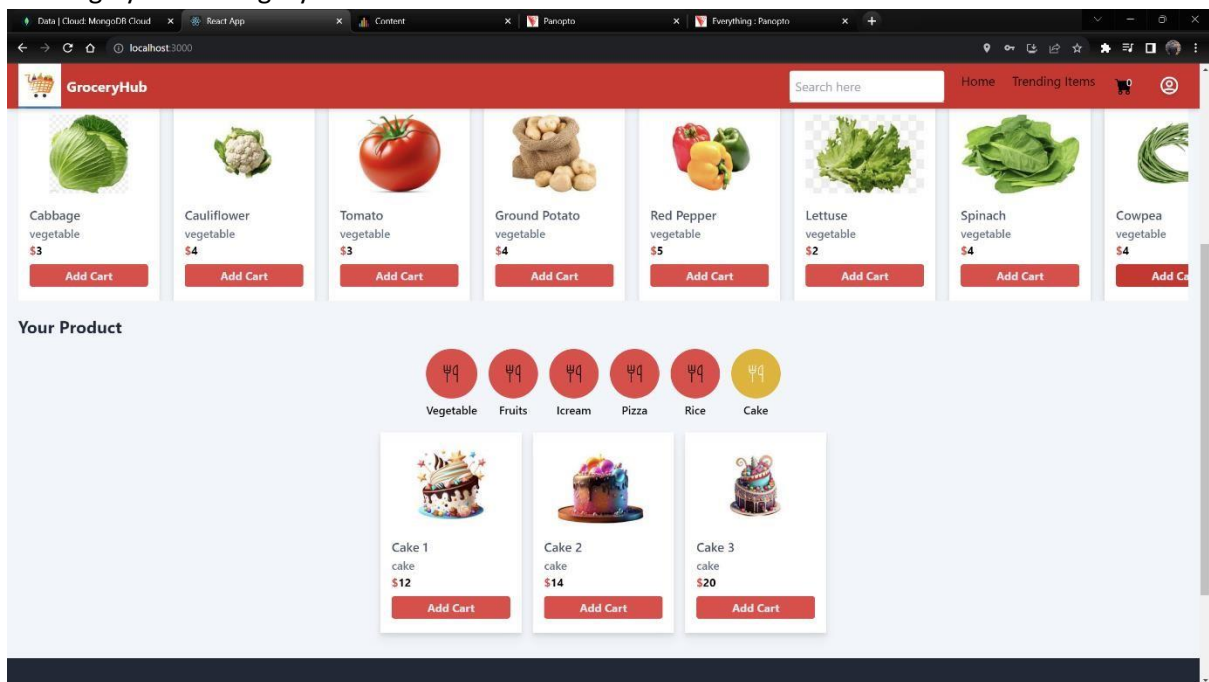 Data | Cloud: MongoDB Cloud React App Content Panopto Everything : Panopto
localhost:3000
GroceryHub Search here Home Trending Items 0
Cabbage Cauliflower Tomato Ground Potato Red Pepper Lettuse Spinach Cowpea
vegetable vegetable vegetable vegetable vegetable vegetable vegetable vegetable
$3 $4 $3 $4 $5 $2 $4 $4
Add Cart Add Cart Add Cart Add Cart Add Cart Add Cart Add Cart Add Ca
Your Product
Vegetable Fruits Icream Pizza Rice Cake
Cake 1 Cake 2 Cake 3
cake cake cake
$12 $14 $20
Add Cart Add Cart Add Cart